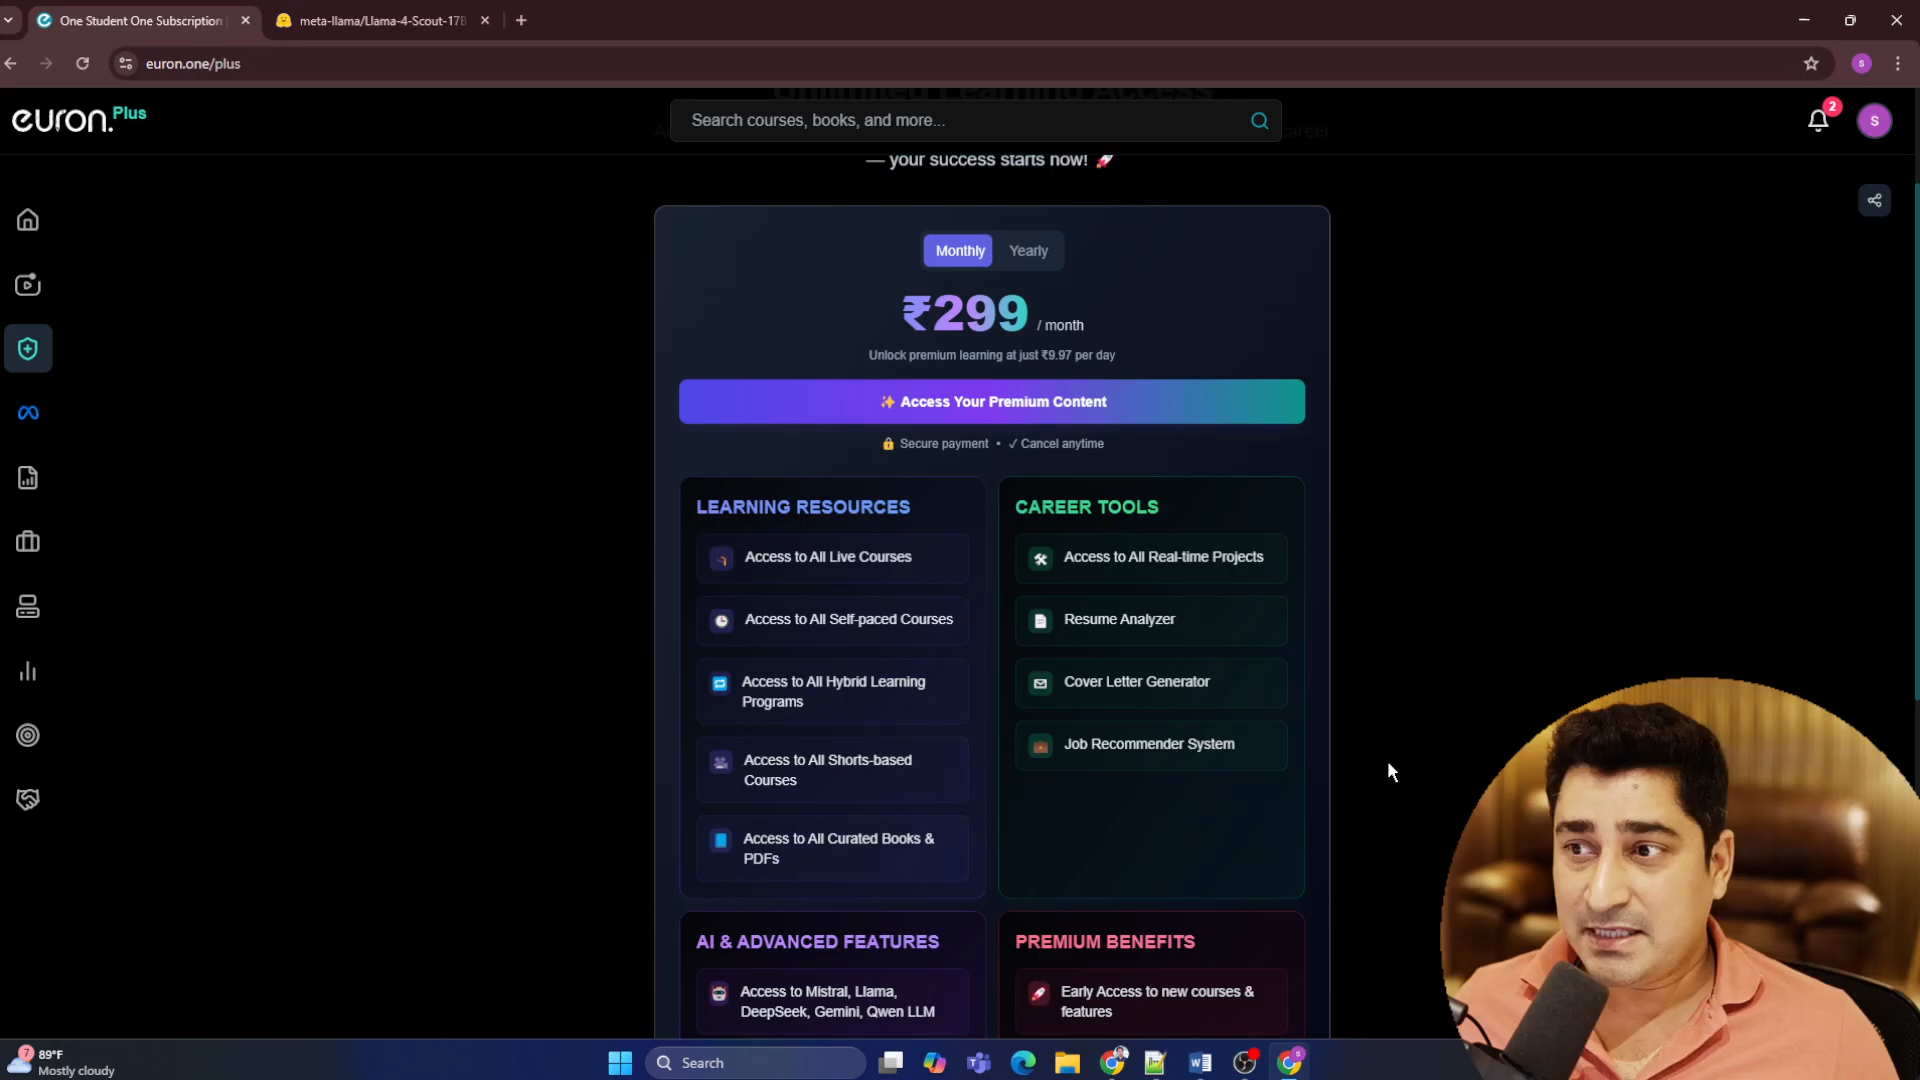 One Student One Subscription
meta-llama/Llama-4-Scout-17B
euron.one/plus
euron. Plus
Unlimited Learning Access
Search courses, books, and more...
2
S
career
— your success starts now! 🚀
Monthly
Yearly
₹299 / month
Unlock premium learning at just ₹9.97 per day
✨ Access Your Premium Content
🔒 Secure payment • ✓ Cancel anytime
LEARNING RESOURCES
Access to All Live Courses
Access to All Self-paced Courses
Access to All Hybrid Learning
Programs
Access to All Shorts-based
Courses
Access to All Curated Books &
PDFs
CAREER TOOLS
Access to All Real-time Projects
Resume Analyzer
Cover Letter Generator
Job Recommender System
AI & ADVANCED FEATURES
Access to Mistral, Llama,
DeepSeek, Gemini, Qwen LLM
PREMIUM BENEFITS
Early Access to new courses &
features
7
89°F
Mostly cloudy
Search